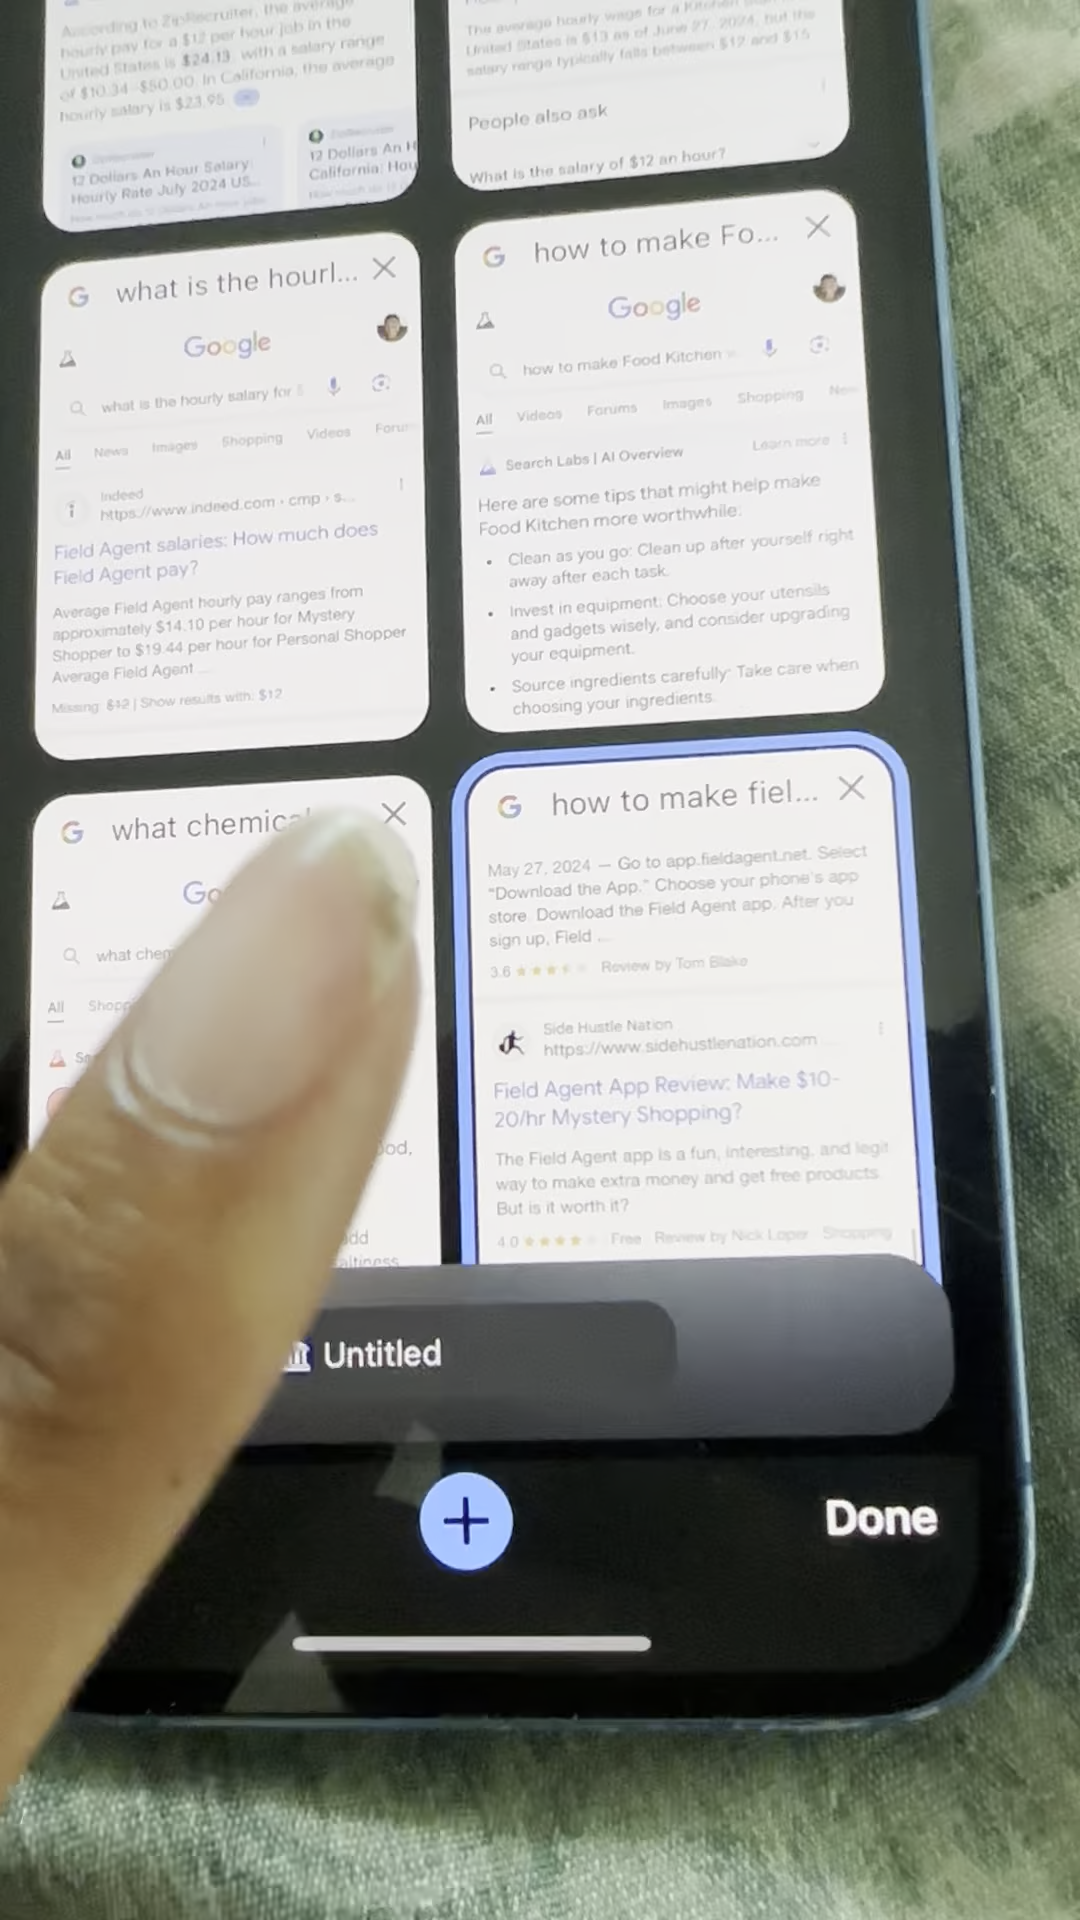 According to ZipRecruiter, the average
hourly pay for a $12 per hour job in the
United States is $24.13, with a salary range
of $10.34-$50.00. In California, the average
hourly salary is $23.95
ZipRecruiter
12 Dollars An Hour Salary:
Hourly Rate July 2024 US...
ZipRecruiter
12 Dollars An H
California: Hou
The average hourly wage for a Kitchen
United States is $13 as of June 27, 2024, but the
salary range typically falls between $12 and $15
People also ask
What is the salary of $12 an hour?
what is the hourl...
Google
what is the hourly salary for
All News Images Shopping Videos Forum
Indeed
https://www.indeed.com › cmp › s...
Field Agent salaries: How much does
Field Agent pay?
Average Field Agent hourly pay ranges from
approximately $14.10 per hour for Mystery
Shopper to $19.44 per hour for Personal Shopper
Average Field Agent ...
Missing: $12 | Show results with: $12
how to make Fo...
Google
how to make Food Kitchen
All Videos Forums Images Shopping New
Search Labs | AI Overview Learn more
Here are some tips that might help make
Food Kitchen more worthwhile:
• Clean as you go: Clean up after yourself right
away after each task.
• Invest in equipment: Choose your utensils
and gadgets wisely, and consider upgrading
your equipment.
• Source ingredients carefully: Take care when
choosing your ingredients.
what chemical
Go
what chem
All Shopp
ood,
add
altiness
how to make fiel...
May 27, 2024 — Go to app.fieldagent.net. Select
“Download the App.” Choose your phone's app
store. Download the Field Agent app. After you
sign up, Field ...
3.6 Review by Tom Blake
Side Hustle Nation
https://www.sidehustlenation.com
Field Agent App Review: Make $10-
20/hr Mystery Shopping?
The Field Agent app is a fun, interesting, and legit
way to make extra money and get free products.
But is it worth it?
4.0 Free Review by Nick Loper Shopping
Untitled
Done